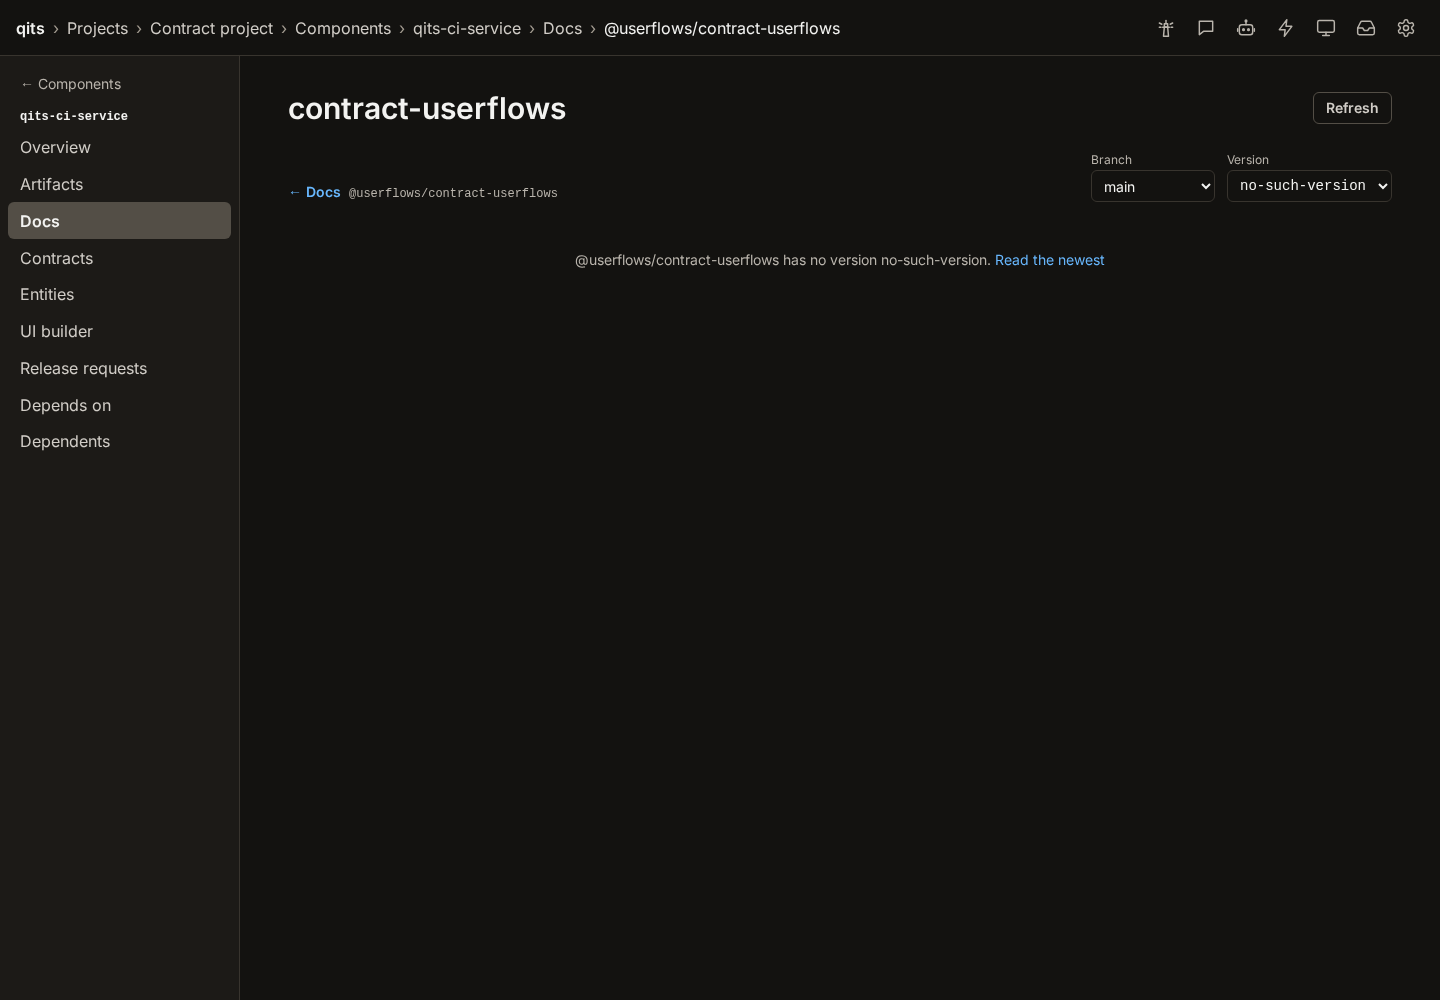 qits › Projects › Contract project › Components › qits-ci-service › Docs › @userflows/contract-userflows
← Components
qits-ci-service
Overview
Artifacts
Docs
Contracts
Entities
UI builder
Release requests
Depends on
Dependents
contract-userflows
Refresh
Branch
Version
← Docs @userflows/contract-userflows
main
no-such-version
@userflows/contract-userflows has no version no-such-version. Read the newest